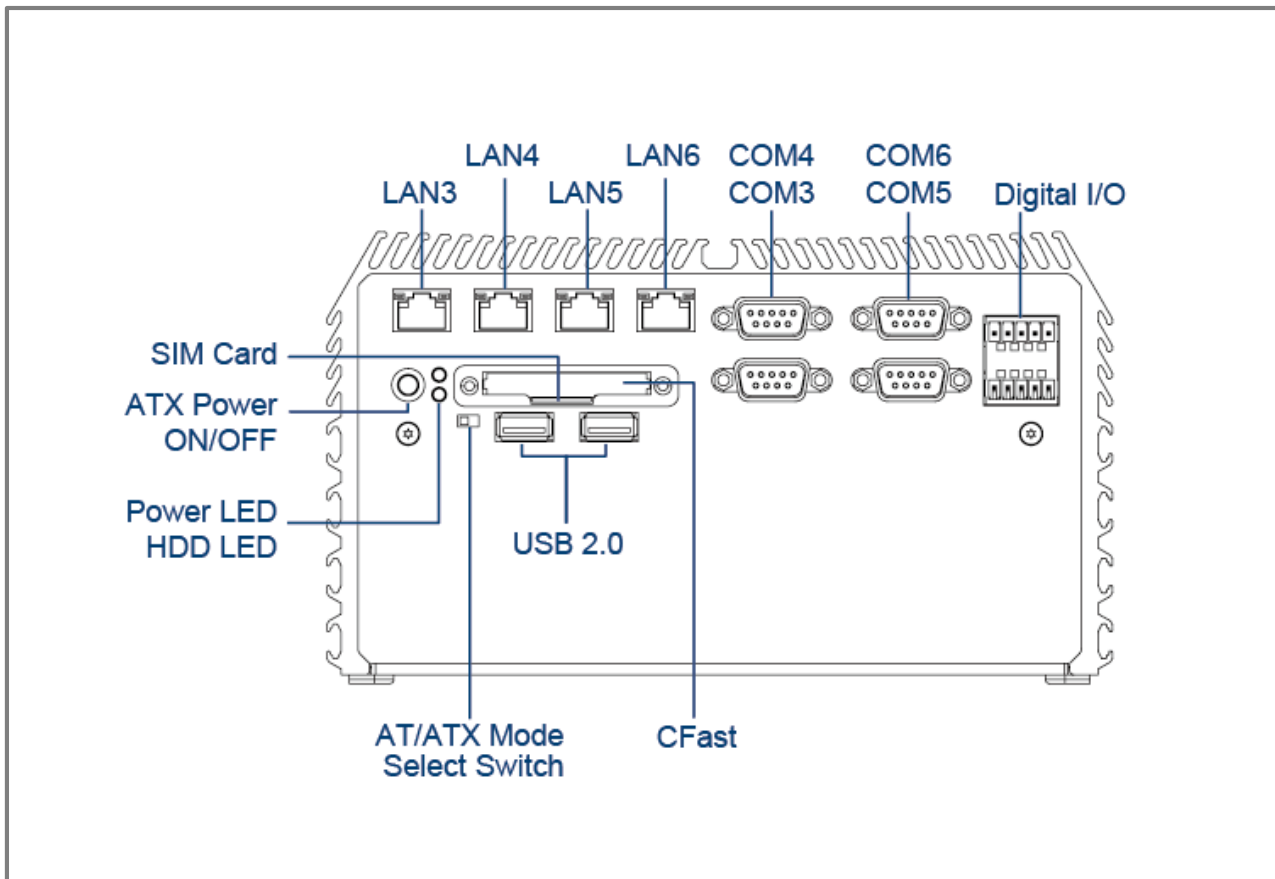 LAN4
LAN6
COM4
COM6
LAN3
LAN5
COM3
COM5
Digital I/O
SIM Card
ATX Power
ON/OFF
Power LED
HDD LED
USB 2.0
AT/ATX Mode
Select Switch
CFast